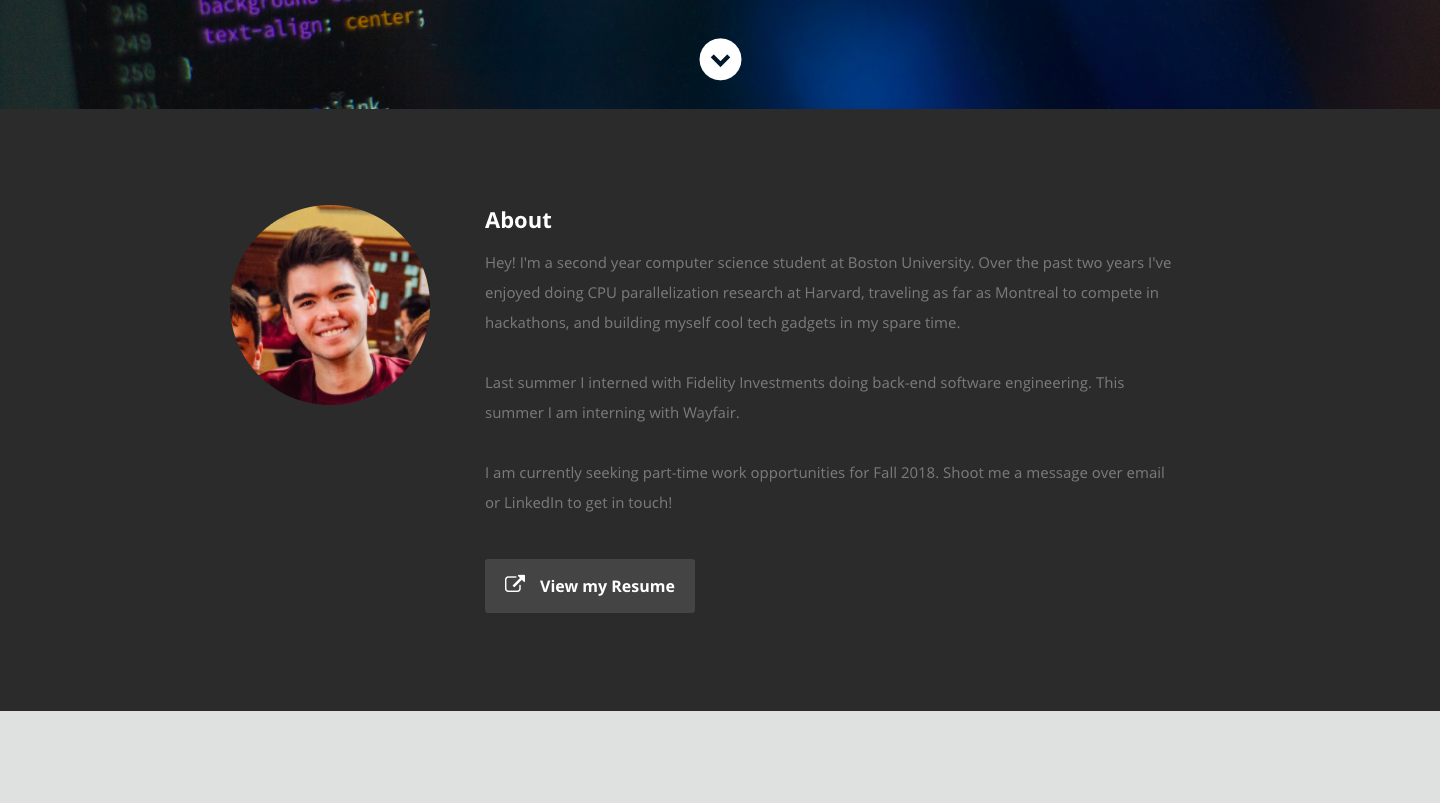 248
text-align: center;
249
250 }
251
About
Hey! I'm a second year computer science student at Boston University. Over the past two years I've
enjoyed doing CPU parallelization research at Harvard, traveling as far as Montreal to compete in
hackathons, and building myself cool tech gadgets in my spare time.
Last summer I interned with Fidelity Investments doing back-end software engineering. This
summer I am interning with Wayfair.
I am currently seeking part-time work opportunities for Fall 2018. Shoot me a message over email
or LinkedIn to get in touch!
View my Resume